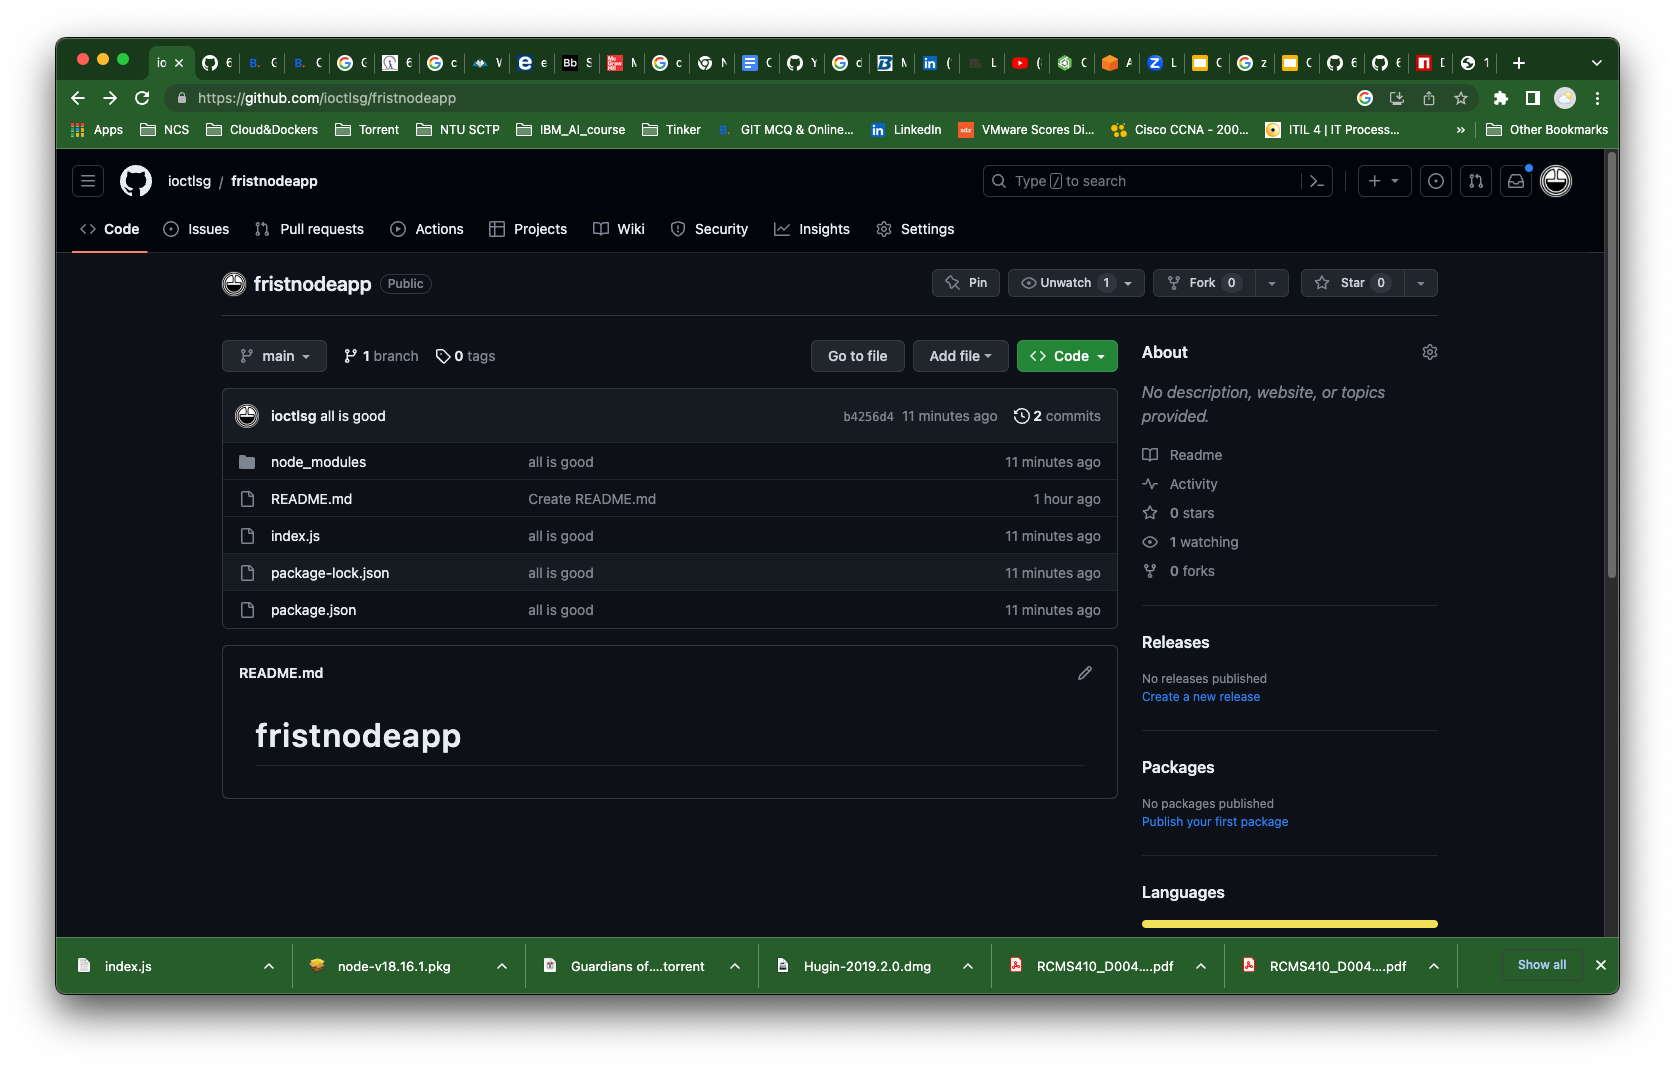 io
https://github.com/ioctlsg/fristnodeapp
Apps NCS Cloud&Dockers Torrent NTU SCTP IBM_AI_course Tinker GIT MCQ & Online... LinkedIn VMware Scores Di... Cisco CCNA - 200... ITIL 4 | IT Process... » Other Bookmarks
ioctlsg / fristnodeapp
Type / to search
Code Issues Pull requests Actions Projects Wiki Security Insights Settings
fristnodeapp Public
Pin Unwatch 1 Fork 0 Star 0
main 1 branch 0 tags
Go to file Add file Code
ioctlsg all is good b4256d4 11 minutes ago 2 commits
node_modules all is good 11 minutes ago
README.md Create README.md 1 hour ago
index.js all is good 11 minutes ago
package-lock.json all is good 11 minutes ago
package.json all is good 11 minutes ago
README.md
fristnodeapp
About
No description, website, or topics
provided.
Readme
Activity
0 stars
1 watching
0 forks
Releases
No releases published
Create a new release
Packages
No packages published
Publish your first package
Languages
index.js node-v18.16.1.pkg Guardians of....torrent Hugin-2019.2.0.dmg RCMS410_D004....pdf RCMS410_D004....pdf Show all